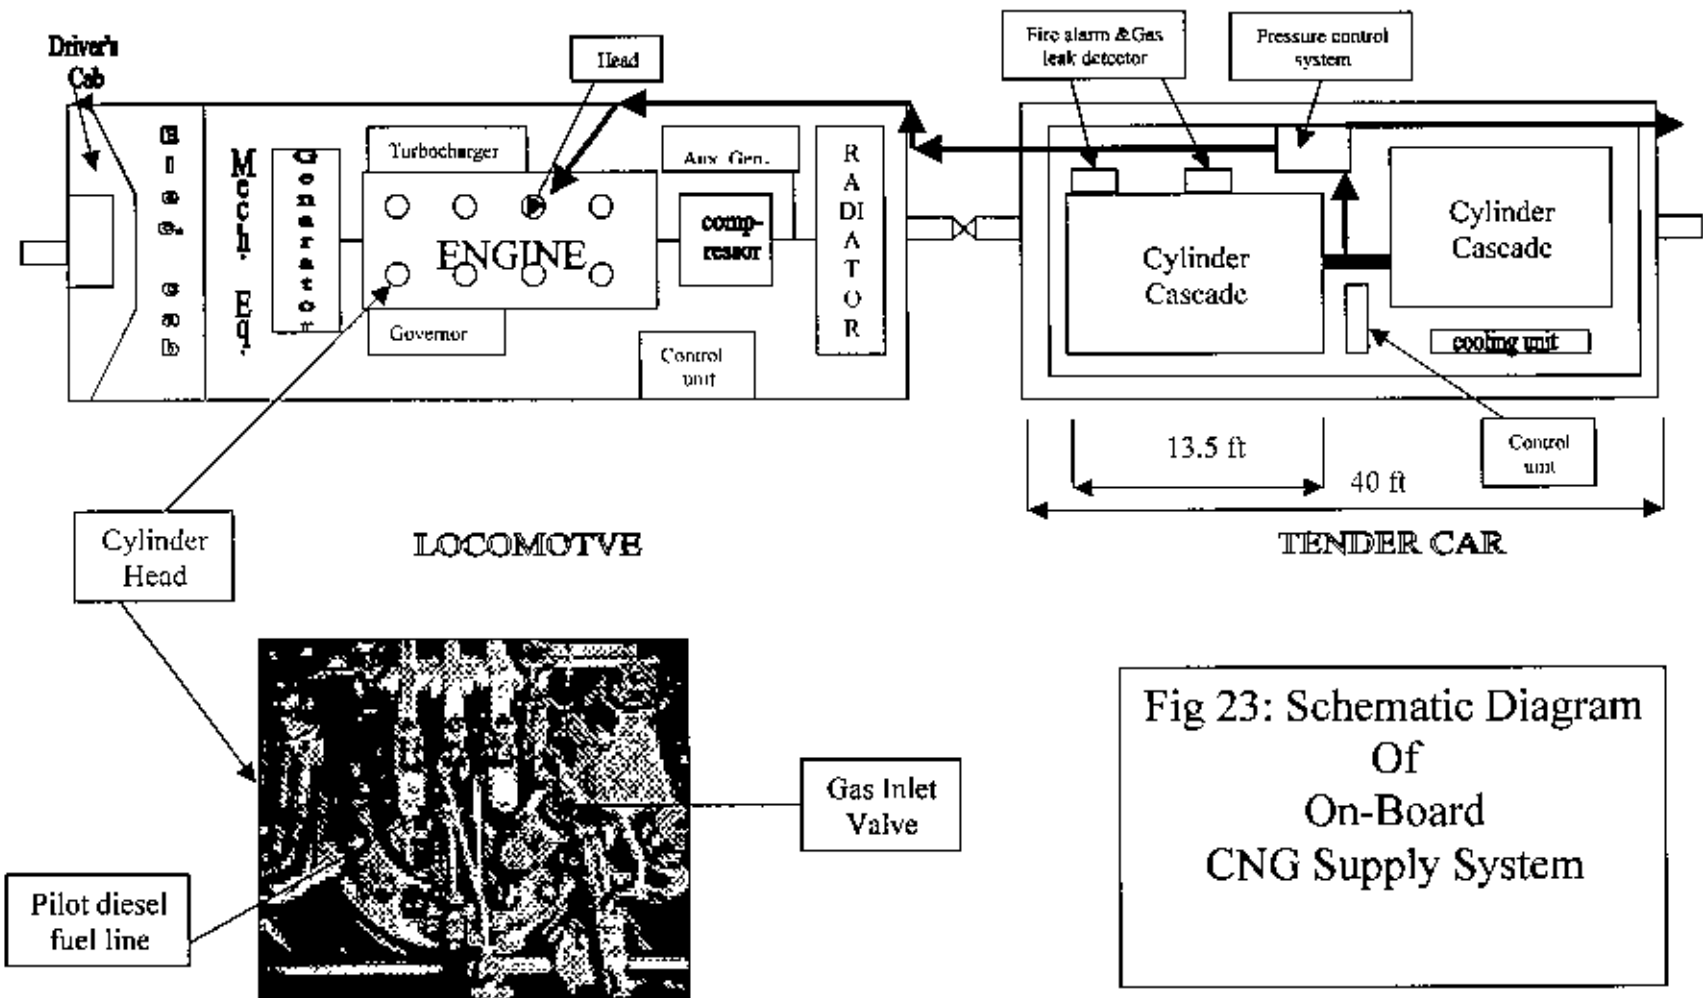 Driver's
Cab
Head
Fire alarm &Gas
leak detector
Pressure control
system
Elec. Cab
Mech. Eq.
Generator
Turbocharger
ENGINE
Governor
Aux Gen.
comp-
ressor
Control
unit
RADIATOR
Cylinder
Cascade
Cylinder
Cascade
cooling unit
Control
unit
13.5 ft
40 ft
Cylinder
Head
LOCOMOTVE
TENDER CAR
Gas Inlet
Valve
Pilot diesel
fuel line
Fig 23: Schematic Diagram
Of
On-Board
CNG Supply System